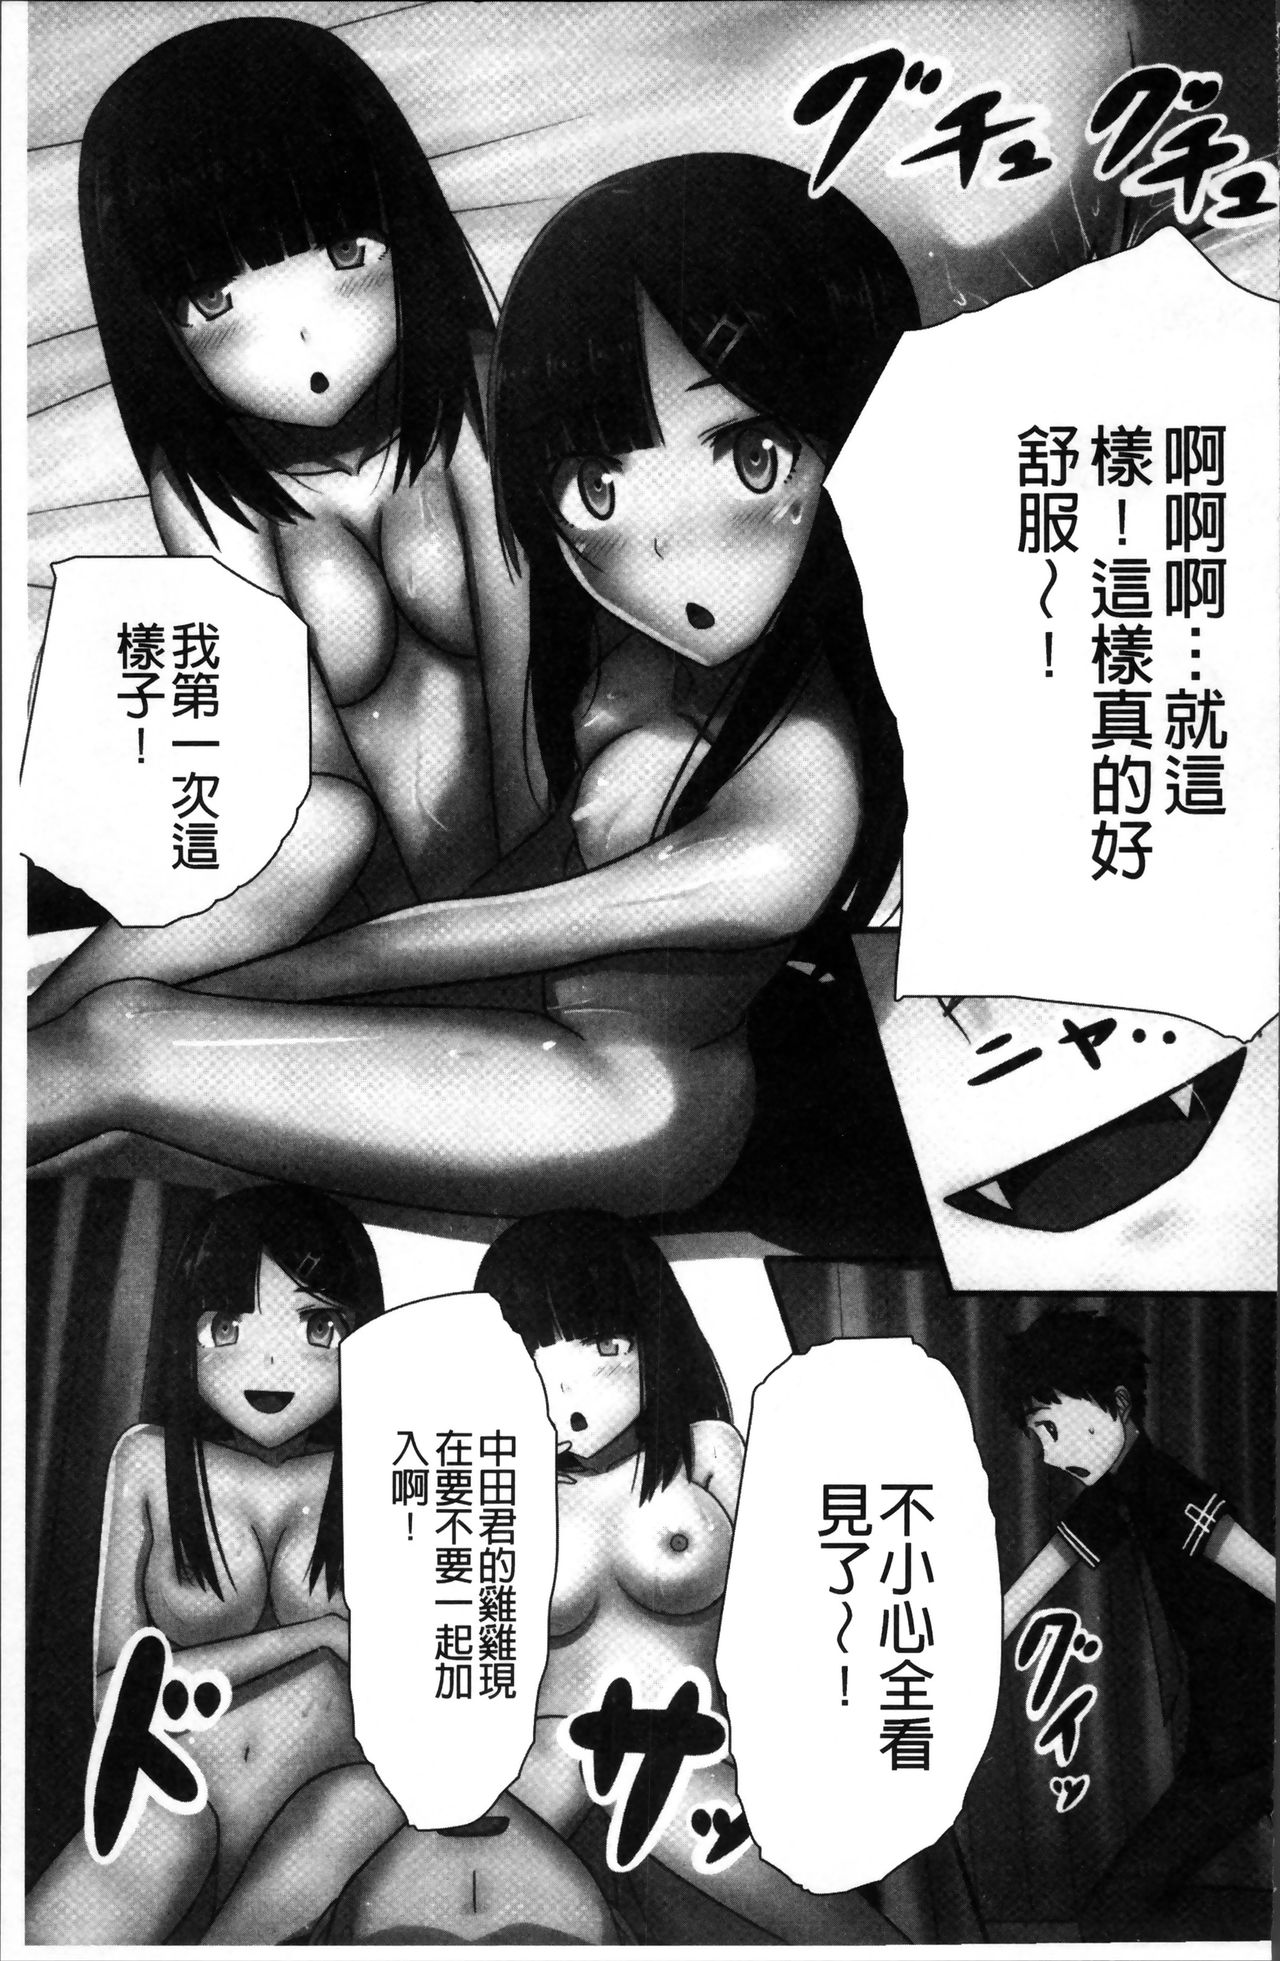 グチュ
グチュ
啊啊啊…就這
樣！這樣真的好
舒服～！
我第一次這
樣子！
ニヤ‥
不小心全看
見了～！
グイッ
中田君的雞雞現
在要不要一起加
入啊！
ドサッ